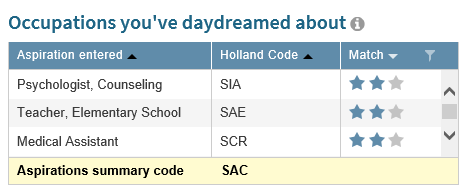 Occupations you've daydreamed about
Aspiration entered Holland Code Match
Psychologist, Counseling SIA
Teacher, Elementary School SAE
Medical Assistant SCR
Aspirations summary code SAC